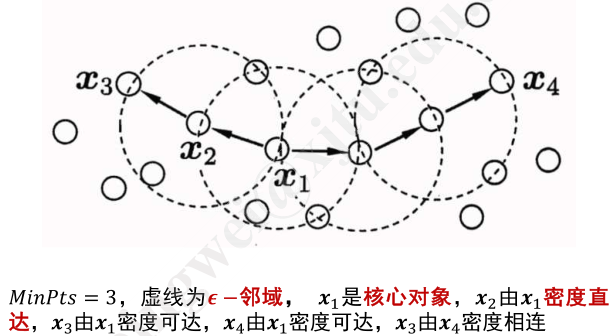 x₃
x₄
x₂
x₁
MinPts = 3，虚线为ϵ−邻域， x₁是核心对象，x₂由x₁密度直
达，x₃由x₁密度可达，x₄由x₁密度可达，x₃由x₄密度相连